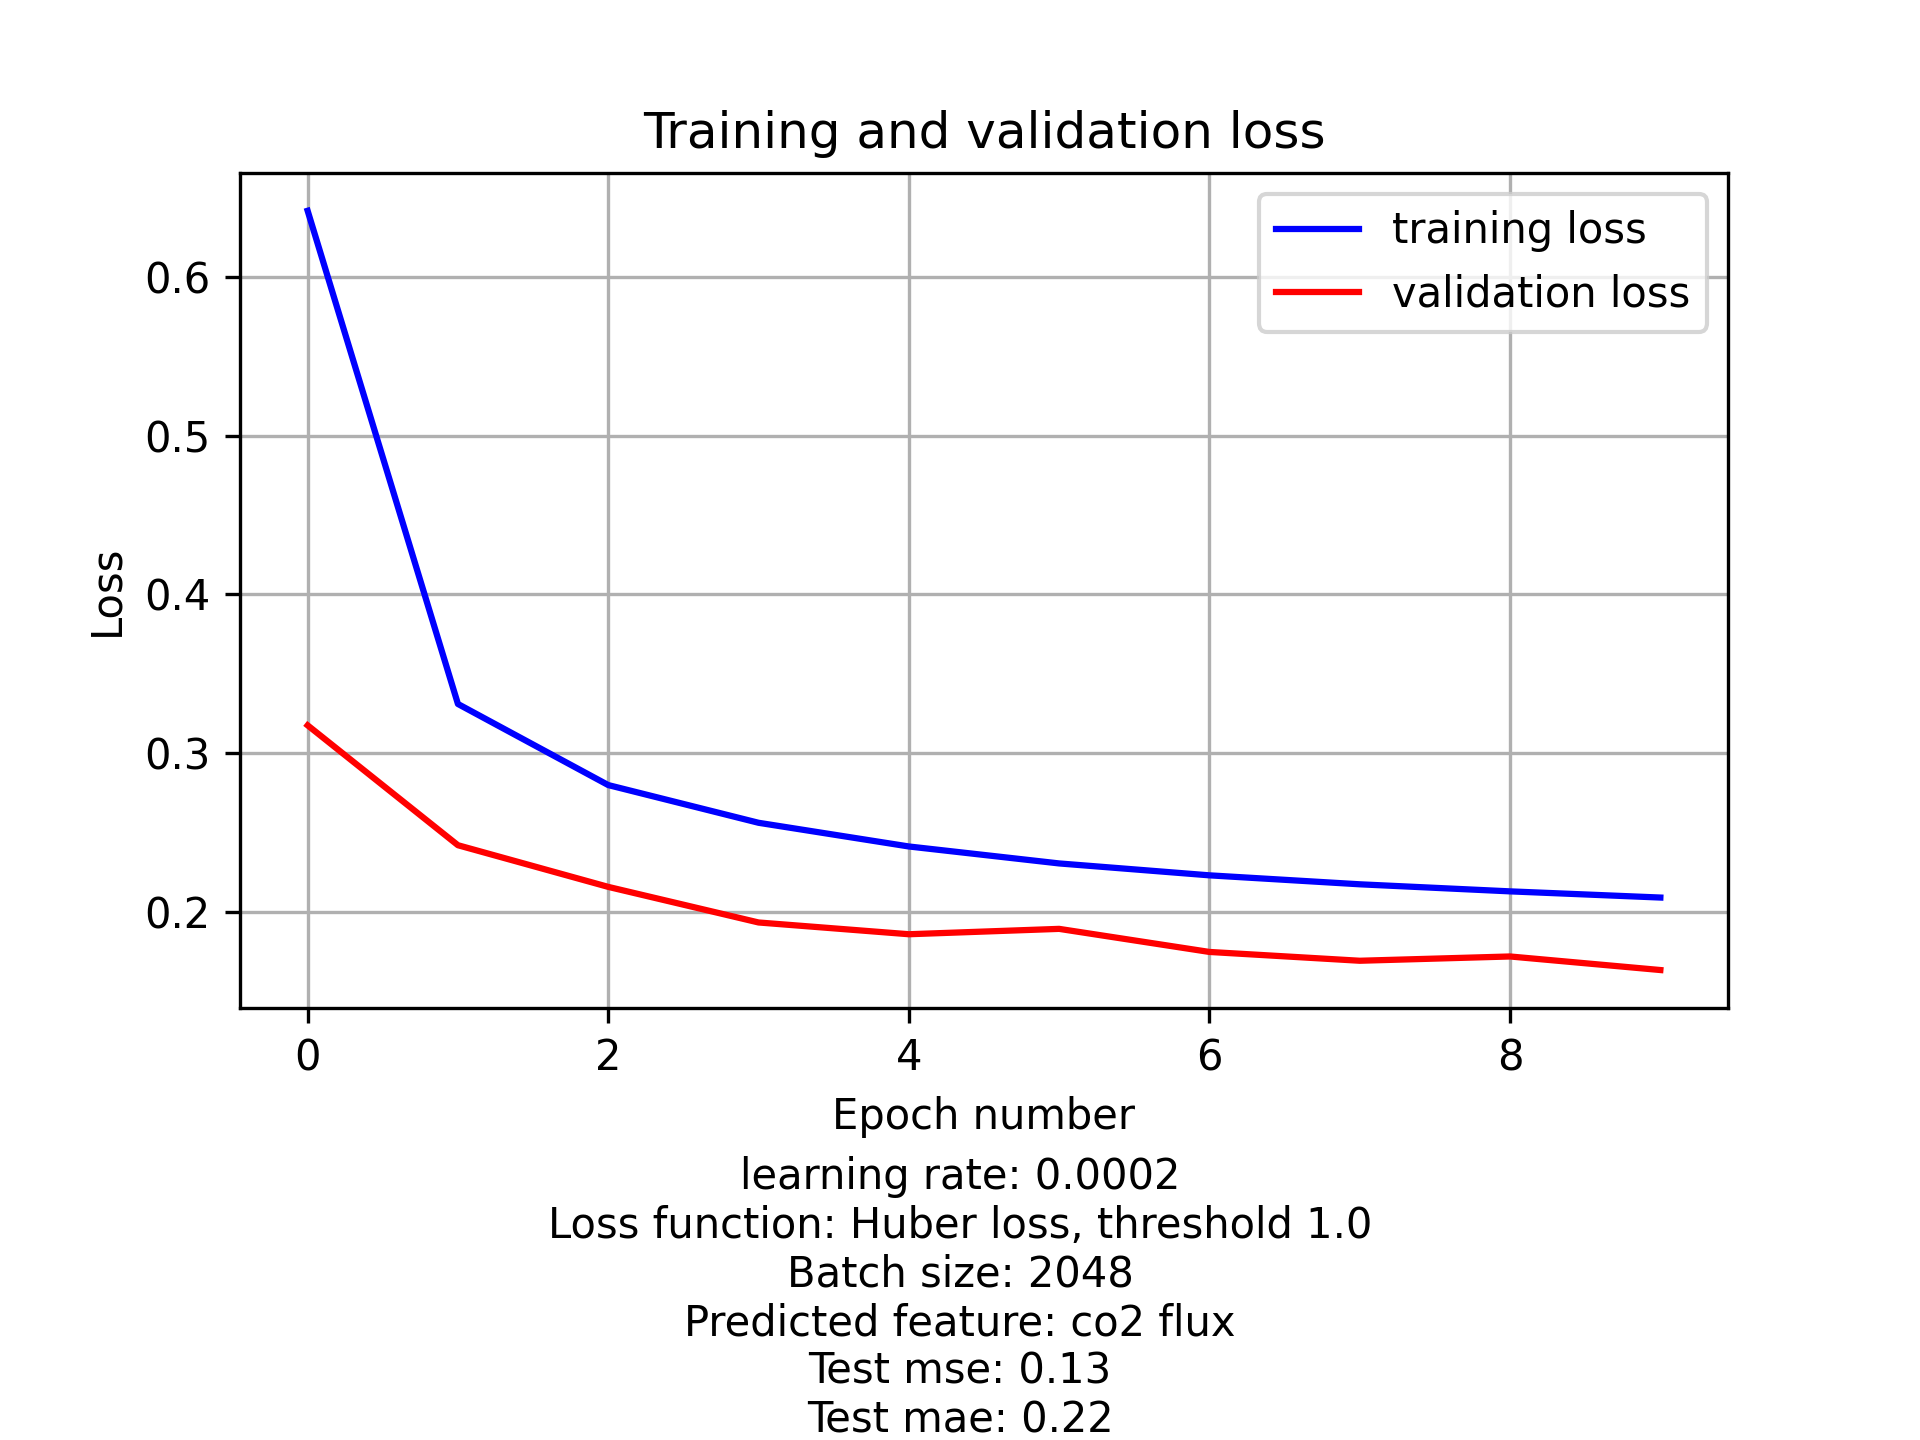 Training and validation loss
training loss
validation loss
Loss
0.6
0.5
0.4
0.3
0.2
0 2 4 6 8
Epoch number
learning rate: 0.0002
Loss function: Huber loss, threshold 1.0
Batch size: 2048
Predicted feature: co2 flux
Test mse: 0.13
Test mae: 0.22